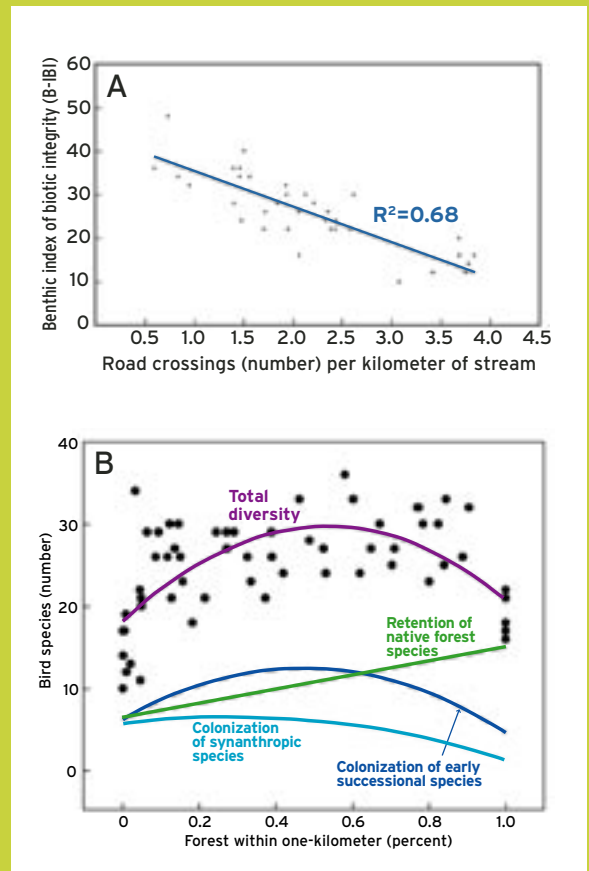 A
Benthic index of biotic integrity (B-IBI)
60
50
40
30
20
10
0
R²=0.68
0.5 1.0 1.5 2.0 2.5 3.0 3.5 4.0 4.5
Road crossings (number) per kilometer of stream
B
Bird species (number)
40
30
20
10
0
Total
diversity
Retention of
native forest
species
Colonization
of synanthropic
species
Colonization of early
successional species
0 0.2 0.4 0.6 0.8 1.0
Forest within one-kilometer (percent)